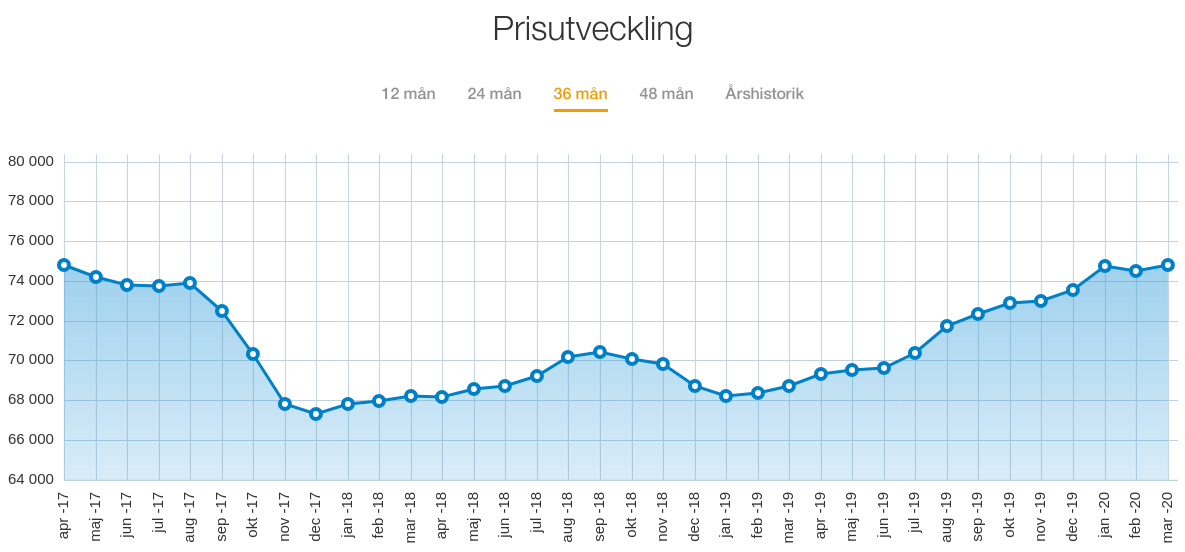 Prisutveckling
12 mån 24 mån 36 mån 48 mån Årshistorik
80 000
78 000
76 000
74 000
72 000
70 000
68 000
66 000
64 000
apr -17
maj -17
jun -17
jul -17
aug -17
sep -17
okt -17
nov -17
dec -17
jan -18
feb -18
mar -18
apr -18
maj -18
jun -18
jul -18
aug -18
sep -18
okt -18
nov -18
dec -18
jan -19
feb -19
mar -19
apr -19
maj -19
jun -19
jul -19
aug -19
sep -19
okt -19
nov -19
dec -19
jan -20
feb -20
mar -20